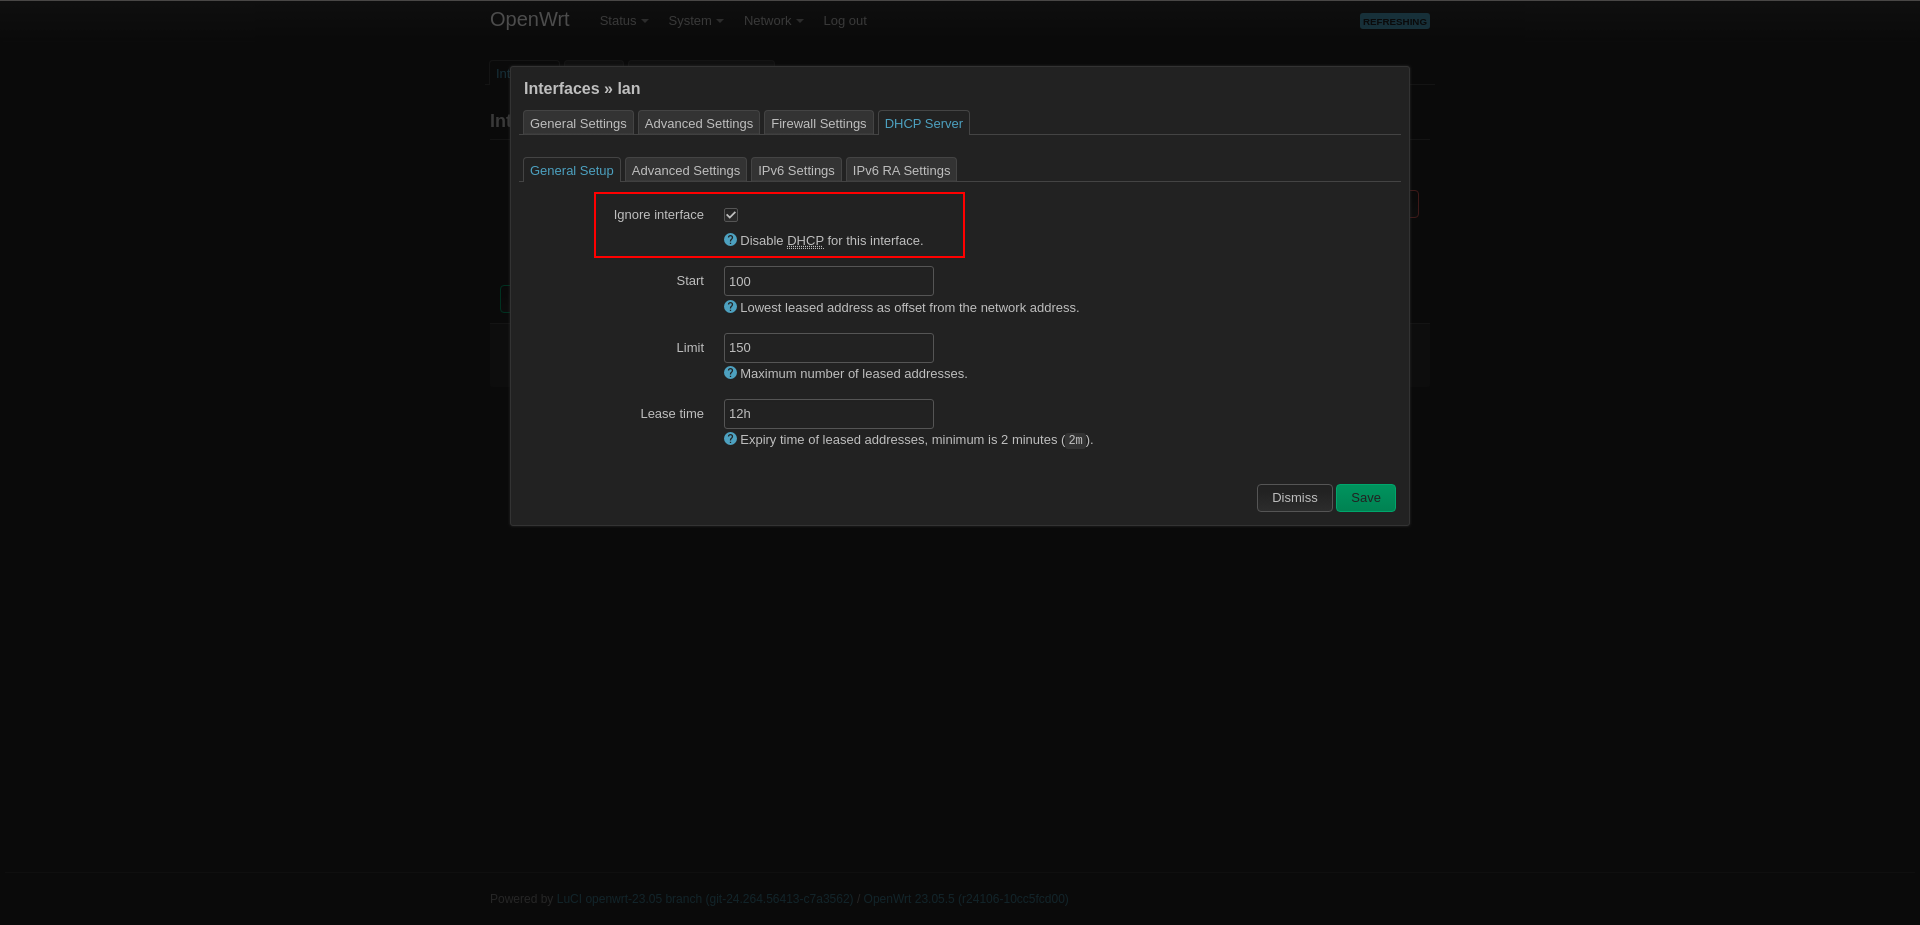 OpenWrt Status System Network Log out REFRESHING
Interfaces » lan
General Settings Advanced Settings Firewall Settings DHCP Server
General Setup Advanced Settings IPv6 Settings IPv6 RA Settings
Ignore interface
Disable DHCP for this interface.
Start 100
Lowest leased address as offset from the network address.
Limit 150
Maximum number of leased addresses.
Lease time 12h
Expiry time of leased addresses, minimum is 2 minutes (2m).
Dismiss Save
Powered by LuCI openwrt-23.05 branch (git-24.264.56413-c7a3562) / OpenWrt 23.05.5 (r24106-10cc5fcd00)